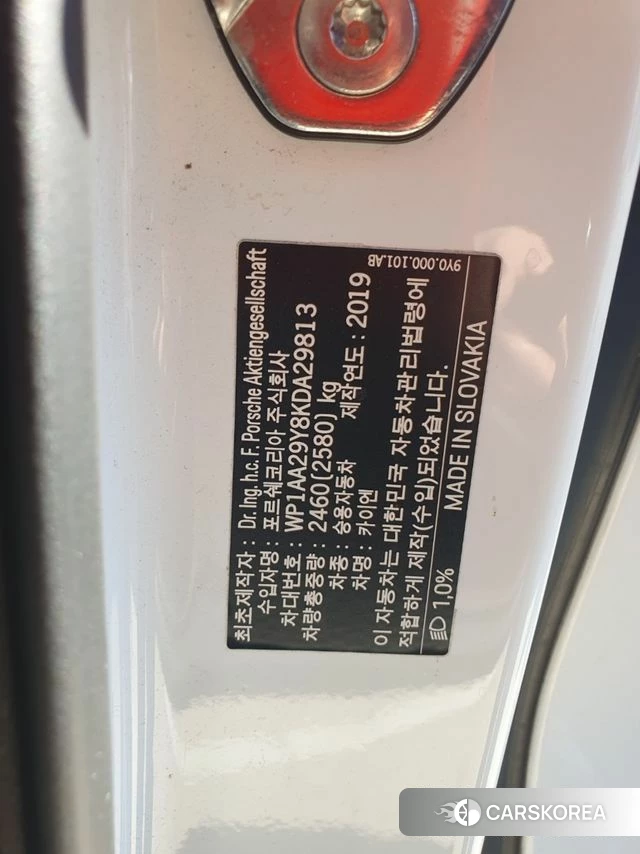 최초제작자 : Dr. Ing. h.c. F. Porsche Aktiengesellschaft
수입자명 : 포르쉐코리아 주식회사
차대번호 : WP1AA29Y8KDA29813
차량총중량 : 2460(2580) kg
차종 : 승용자동차 제작연도 : 2019
차명 : 카이엔
이 자동차는 대한민국 자동차관리법령에
적합하게 제작(수입)되었습니다.
1,0% MADE IN SLOVAKIA
9Y0.000.101.AB
CARSKOREA